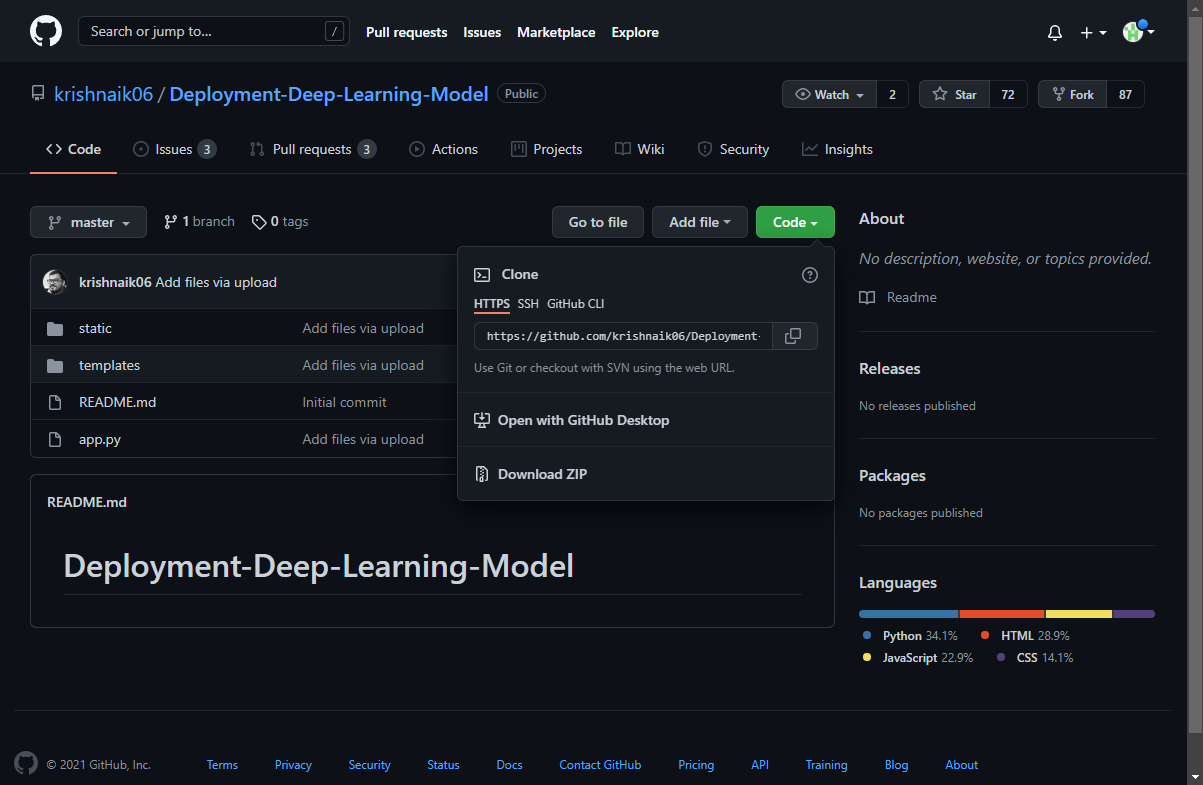 Search or jump to... /
Pull requests Issues Marketplace Explore
krishnaik06 / Deployment-Deep-Learning-Model Public
Watch 2 Star 72 Fork 87
Code Issues 3 Pull requests 3 Actions Projects Wiki Security Insights
master 1 branch 0 tags
Go to file Add file Code
krishnaik06 Add files via upload
static Add files via upload
templates Add files via upload
README.md Initial commit
app.py Add files via upload
Clone
HTTPS SSH GitHub CLI
https://github.com/krishnaik06/Deployment-
Use Git or checkout with SVN using the web URL.
Open with GitHub Desktop
Download ZIP
README.md
Deployment-Deep-Learning-Model
About
No description, website, or topics provided.
Readme
Releases
No releases published
Packages
No packages published
Languages
Python 34.1% HTML 28.9%
JavaScript 22.9% CSS 14.1%
© 2021 GitHub, Inc. Terms Privacy Security Status Docs Contact GitHub Pricing API Training Blog About